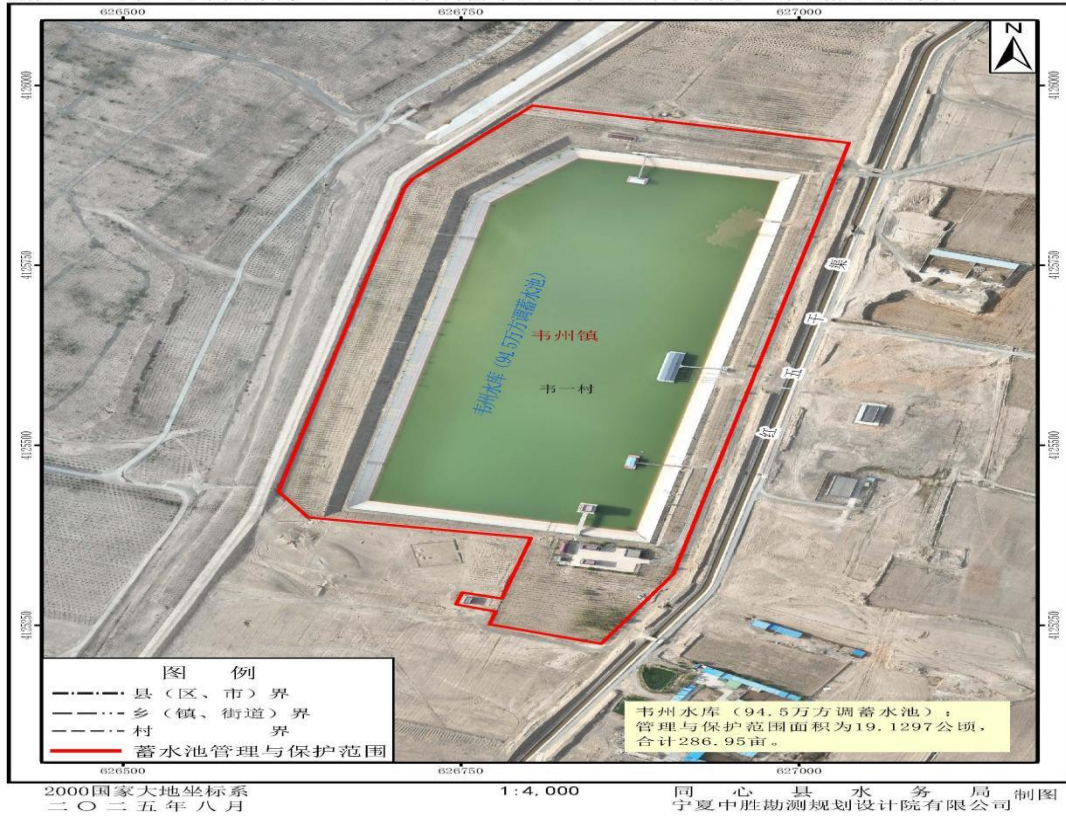 626500
626750
627000
N
4126000
4126000
4125750
4125750
韦州水库（94.5万方调蓄水池）
韦州镇
韦一村
红五干渠
4125500
4125500
4125250
4125250
图 例
县（区、市）界
乡（镇、街道）界
村 界
蓄水池管理与保护范围
韦州水库（94.5万方调蓄水池）：
管理与保护范围面积为19.1297公顷，
合计286.95亩。
626500
626750
627000
2000国家大地坐标系
二〇二五年八月
1:4,000
同心县水务局
宁夏中胜勘测规划设计院有限公司
制图